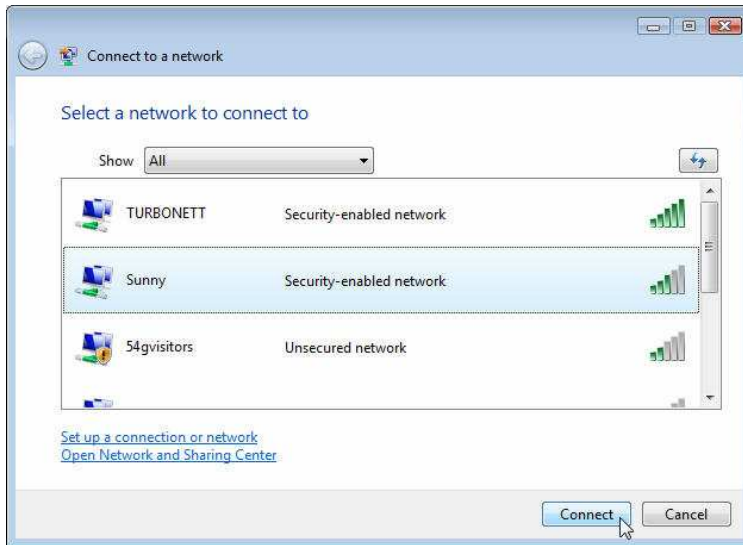 Connect to a network
Select a network to connect to
Show All
TURBONETT Security-enabled network
Sunny Security-enabled network
54gvisitors Unsecured network
Set up a connection or network
Open Network and Sharing Center
Connect Cancel